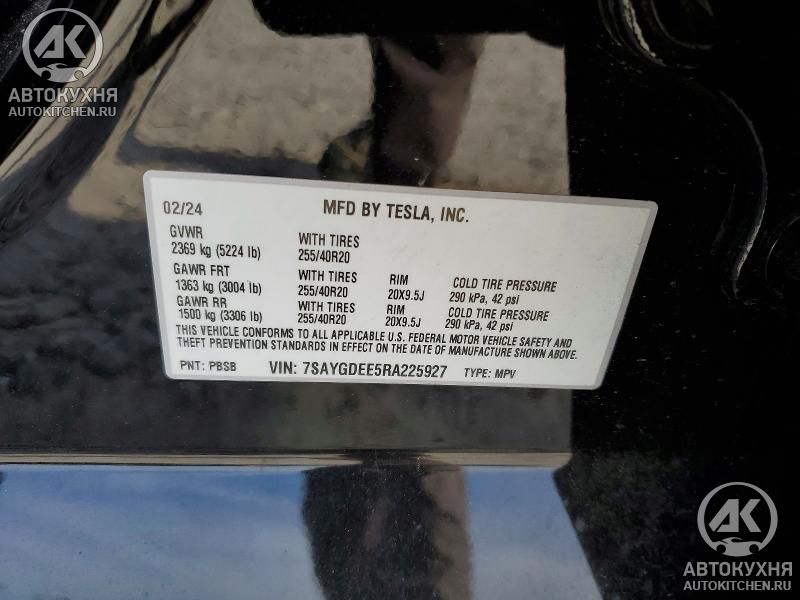 АК
АВТОКУХНЯ
AUTOKITCHEN.RU
02/24 MFD BY TESLA, INC.
GVWR
2369 kg (5224 lb) WITH TIRES 255/40R20
GAWR FRT
1363 kg (3004 lb) WITH TIRES 255/40R20 RIM 20X9.5J COLD TIRE PRESSURE 290 kPa, 42 psi
GAWR RR
1500 kg (3306 lb) WITH TIRES 255/40R20 RIM 20X9.5J COLD TIRE PRESSURE 290 kPa, 42 psi
THIS VEHICLE CONFORMS TO ALL APPLICABLE U.S. FEDERAL MOTOR VEHICLE SAFETY AND
THEFT PREVENTION STANDARDS IN EFFECT ON THE DATE OF MANUFACTURE SHOWN ABOVE.
PNT: PBSB VIN: 7SAYGDEE5RA225927 TYPE: MPV
АК
АВТОКУХНЯ
AUTOKITCHEN.RU